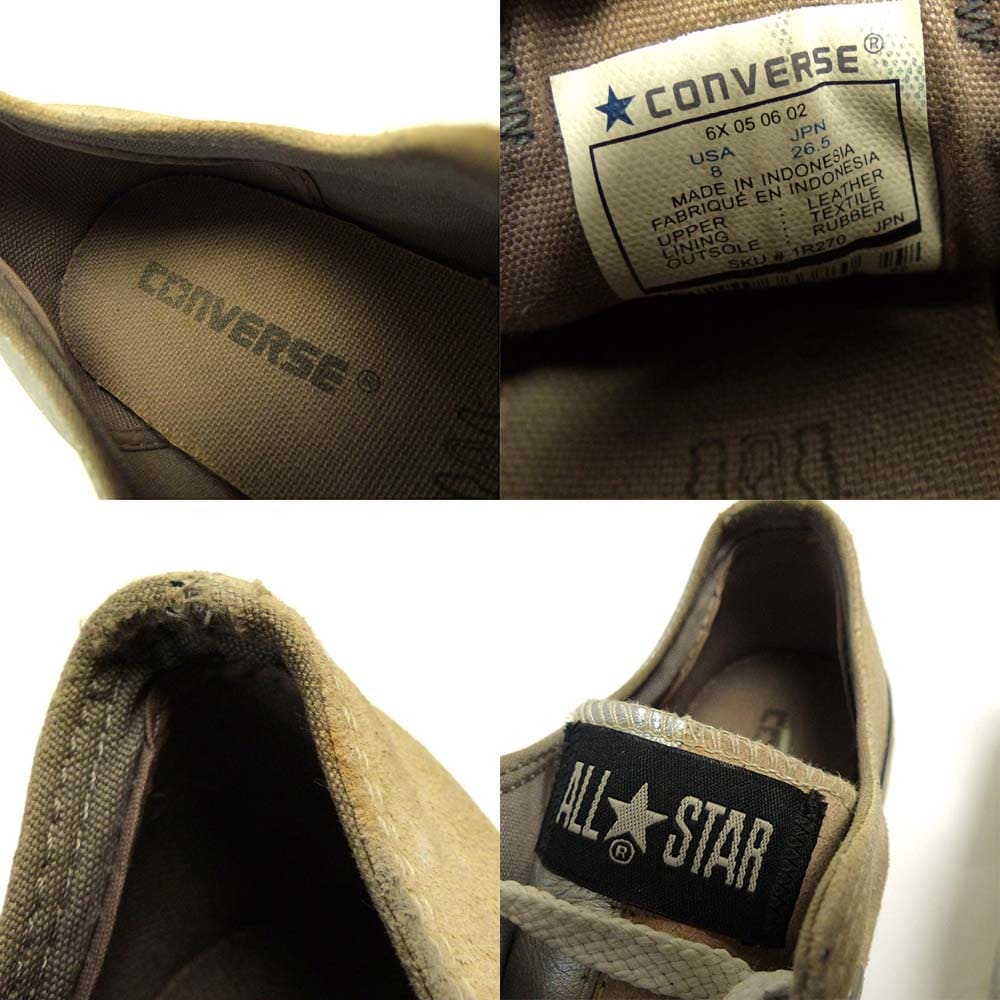 CONVERSE ®
★ CONVERSE ®
6X 05 06 02
USA JPN
8 26.5
MADE IN INDONESIA
FABRIQUÉ EN INDONESIA
UPPER ... LEATHER
LINING ... TEXTILE
OUTSOLE ... RUBBER
SKU # 1R270 JPN
ALL ★ STAR
®